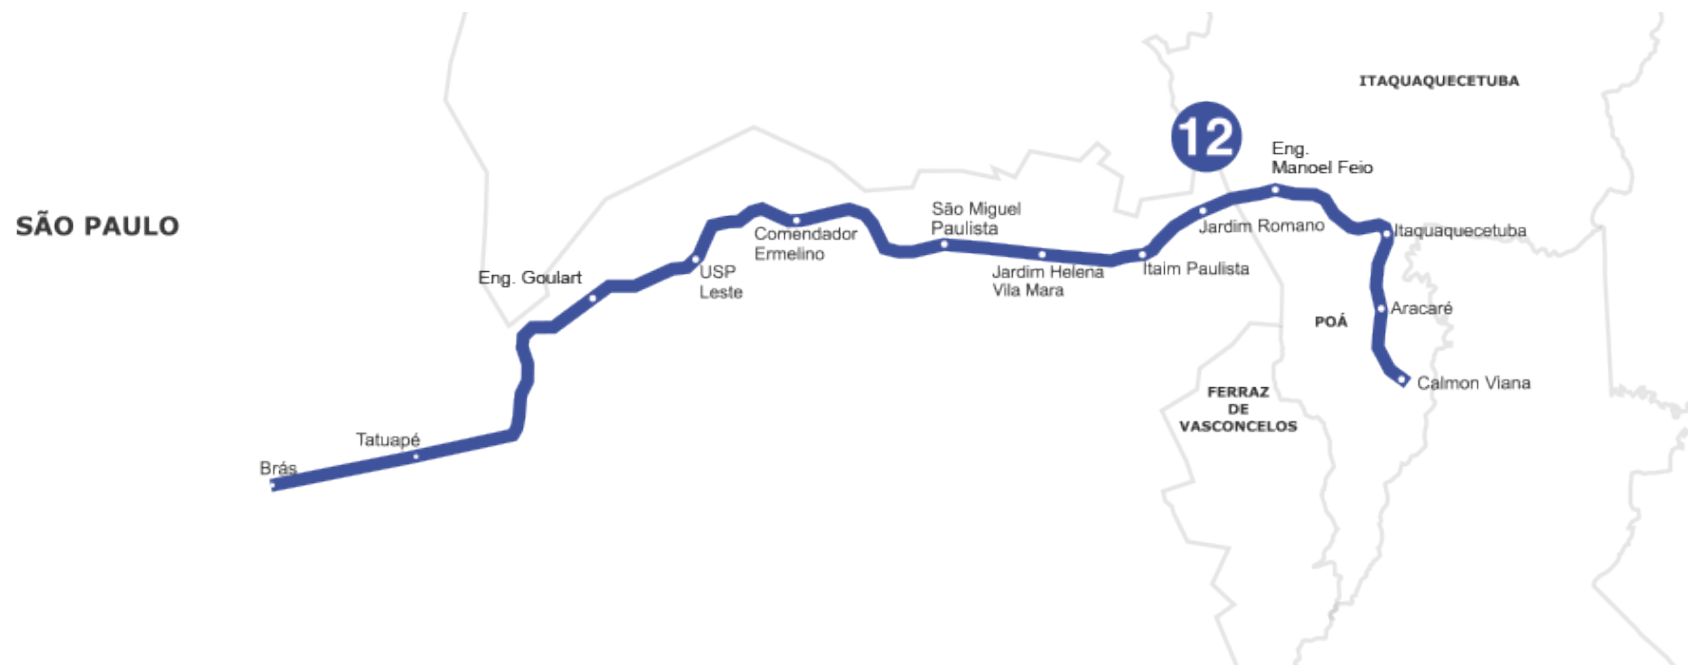 ITAQUAQUECETUBA
12
Eng.
Manoel Feio
SÃO PAULO
São Miguel
Paulista
Jardim Romano
Itaquaquecetuba
Comendador
Ermelino
Eng. Goulart
USP
Leste
Jardim Helena
Vila Mara
Itaim Paulista
Aracaré
POÁ
Calmon Viana
FERRAZ
DE
VASCONCELOS
Tatuapé
Brás